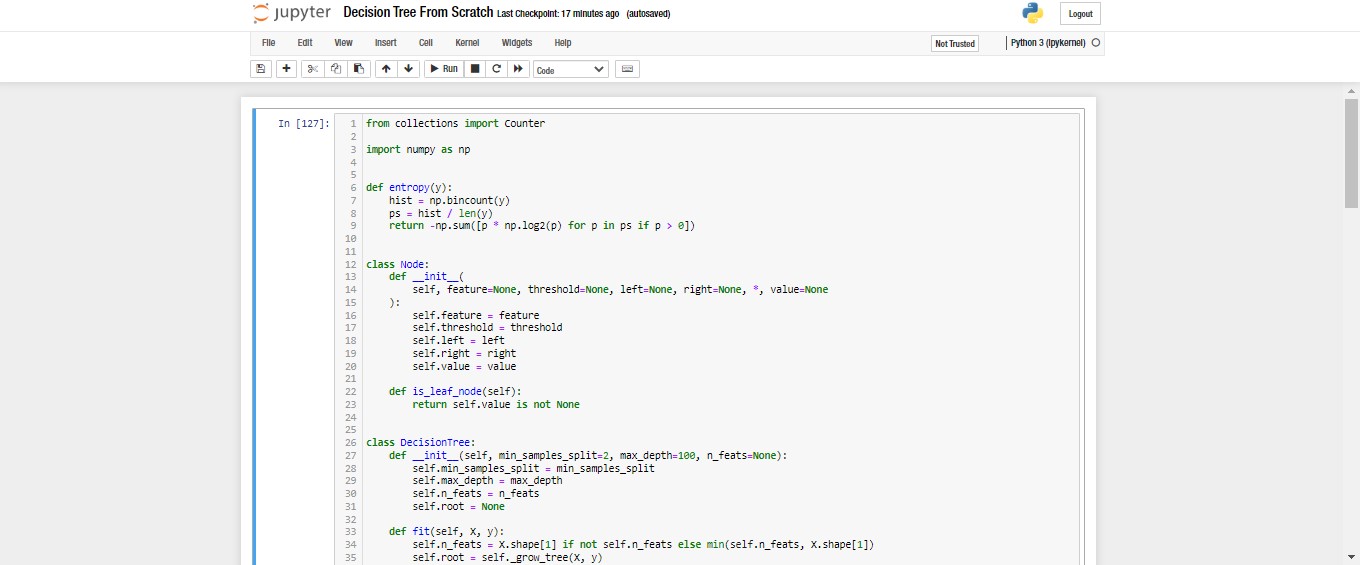 jupyter Decision Tree From Scratch Last Checkpoint: 17 minutes ago (autosaved) Logout
File Edit View Insert Cell Kernel Widgets Help Not Trusted Python 3 (ipykernel)
Run Code
In [127]:
1 from collections import Counter
2
3 import numpy as np
4
5
6 def entropy(y):
7     hist = np.bincount(y)
8     ps = hist / len(y)
9     return -np.sum([p * np.log2(p) for p in ps if p > 0])
10
11
12 class Node:
13     def __init__(
14         self, feature=None, threshold=None, left=None, right=None, *, value=None
15     ):
16         self.feature = feature
17         self.threshold = threshold
18         self.left = left
19         self.right = right
20         self.value = value
21
22     def is_leaf_node(self):
23         return self.value is not None
24
25
26 class DecisionTree:
27     def __init__(self, min_samples_split=2, max_depth=100, n_feats=None):
28         self.min_samples_split = min_samples_split
29         self.max_depth = max_depth
30         self.n_feats = n_feats
31         self.root = None
32
33     def fit(self, X, y):
34         self.n_feats = X.shape[1] if not self.n_feats else min(self.n_feats, X.shape[1])
35         self.root = self._grow_tree(X, y)